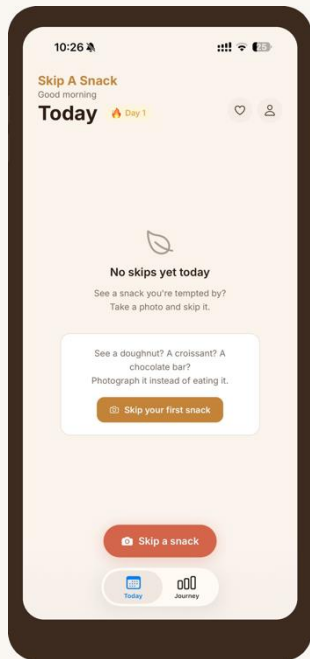 10:26
25
Skip A Snack
Good morning
Today
Day 1
No skips yet today
See a snack you're tempted by?
Take a photo and skip it.
See a doughnut? A croissant? A
chocolate bar?
Photograph it instead of eating it.
Skip your first snack
Skip a snack
Today
Journey